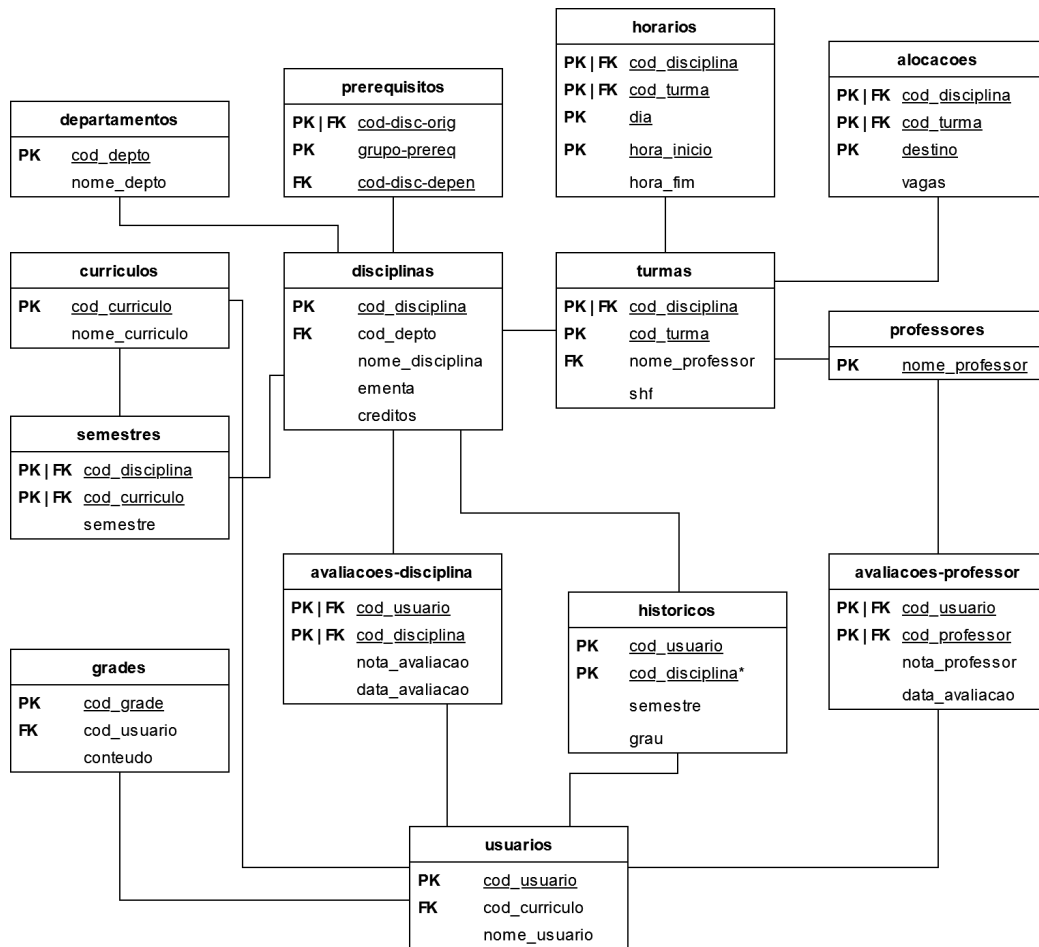 horarios
PK | FK cod_disciplina
PK | FK cod_turma
PK dia
PK hora_inicio
hora_fim
alocacoes
PK | FK cod_disciplina
PK | FK cod_turma
PK destino
vagas
prerequisitos
PK | FK cod-disc-orig
PK grupo-prereq
FK cod-disc-depen
departamentos
PK cod_depto
nome_depto
curriculos
PK cod_curriculo
nome_curriculo
disciplinas
PK cod_disciplina
FK cod_depto
nome_disciplina
ementa
creditos
turmas
PK | FK cod_disciplina
PK cod_turma
FK nome_professor
shf
professores
PK nome_professor
semestres
PK | FK cod_disciplina
PK | FK cod_curriculo
semestre
avaliacoes-disciplina
PK | FK cod_usuario
PK | FK cod_disciplina
nota_avaliacao
data_avaliacao
historicos
PK cod_usuario
PK cod_disciplina*
semestre
grau
avaliacoes-professor
PK | FK cod_usuario
PK | FK cod_professor
nota_professor
data_avaliacao
grades
PK cod_grade
FK cod_usuario
conteudo
usuarios
PK cod_usuario
FK cod_curriculo
nome_usuario